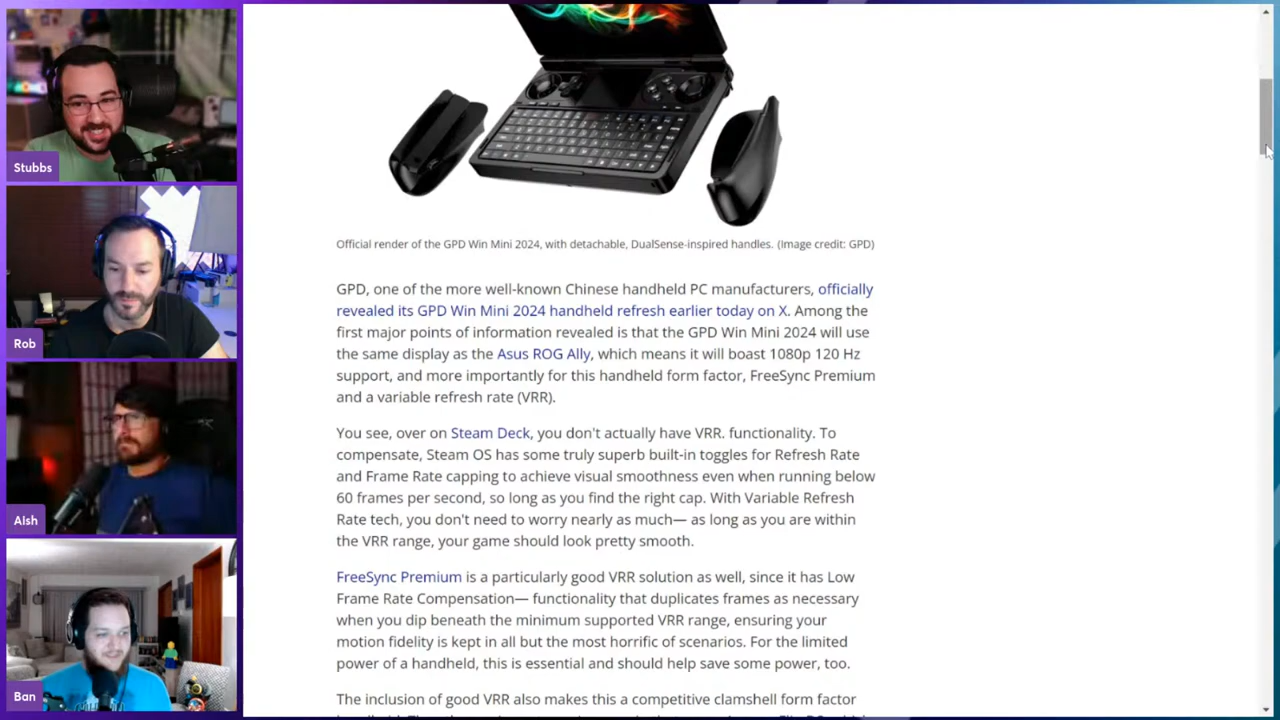 Stubbs
Rob
Aish
Ban
Official render of the GPD Win Mini 2024, with detachable, DualSense-inspired handles. (Image credit: GPD)
GPD, one of the more well-known Chinese handheld PC manufacturers, officially
revealed its GPD Win Mini 2024 handheld refresh earlier today on X. Among the
first major points of information revealed is that the GPD Win Mini 2024 will use
the same display as the Asus ROG Ally, which means it will boast 1080p 120 Hz
support, and more importantly for this handheld form factor, FreeSync Premium
and a variable refresh rate (VRR).
You see, over on Steam Deck, you don't actually have VRR. functionality. To
compensate, Steam OS has some truly superb built-in toggles for Refresh Rate
and Frame Rate capping to achieve visual smoothness even when running below
60 frames per second, so long as you find the right cap. With Variable Refresh
Rate tech, you don't need to worry nearly as much— as long as you are within
the VRR range, your game should look pretty smooth.
FreeSync Premium is a particularly good VRR solution as well, since it has Low
Frame Rate Compensation— functionality that duplicates frames as necessary
when you dip beneath the minimum supported VRR range, ensuring your
motion fidelity is kept in all but the most horrific of scenarios. For the limited
power of a handheld, this is essential and should help save some power, too.
The inclusion of good VRR also makes this a competitive clamshell form factor